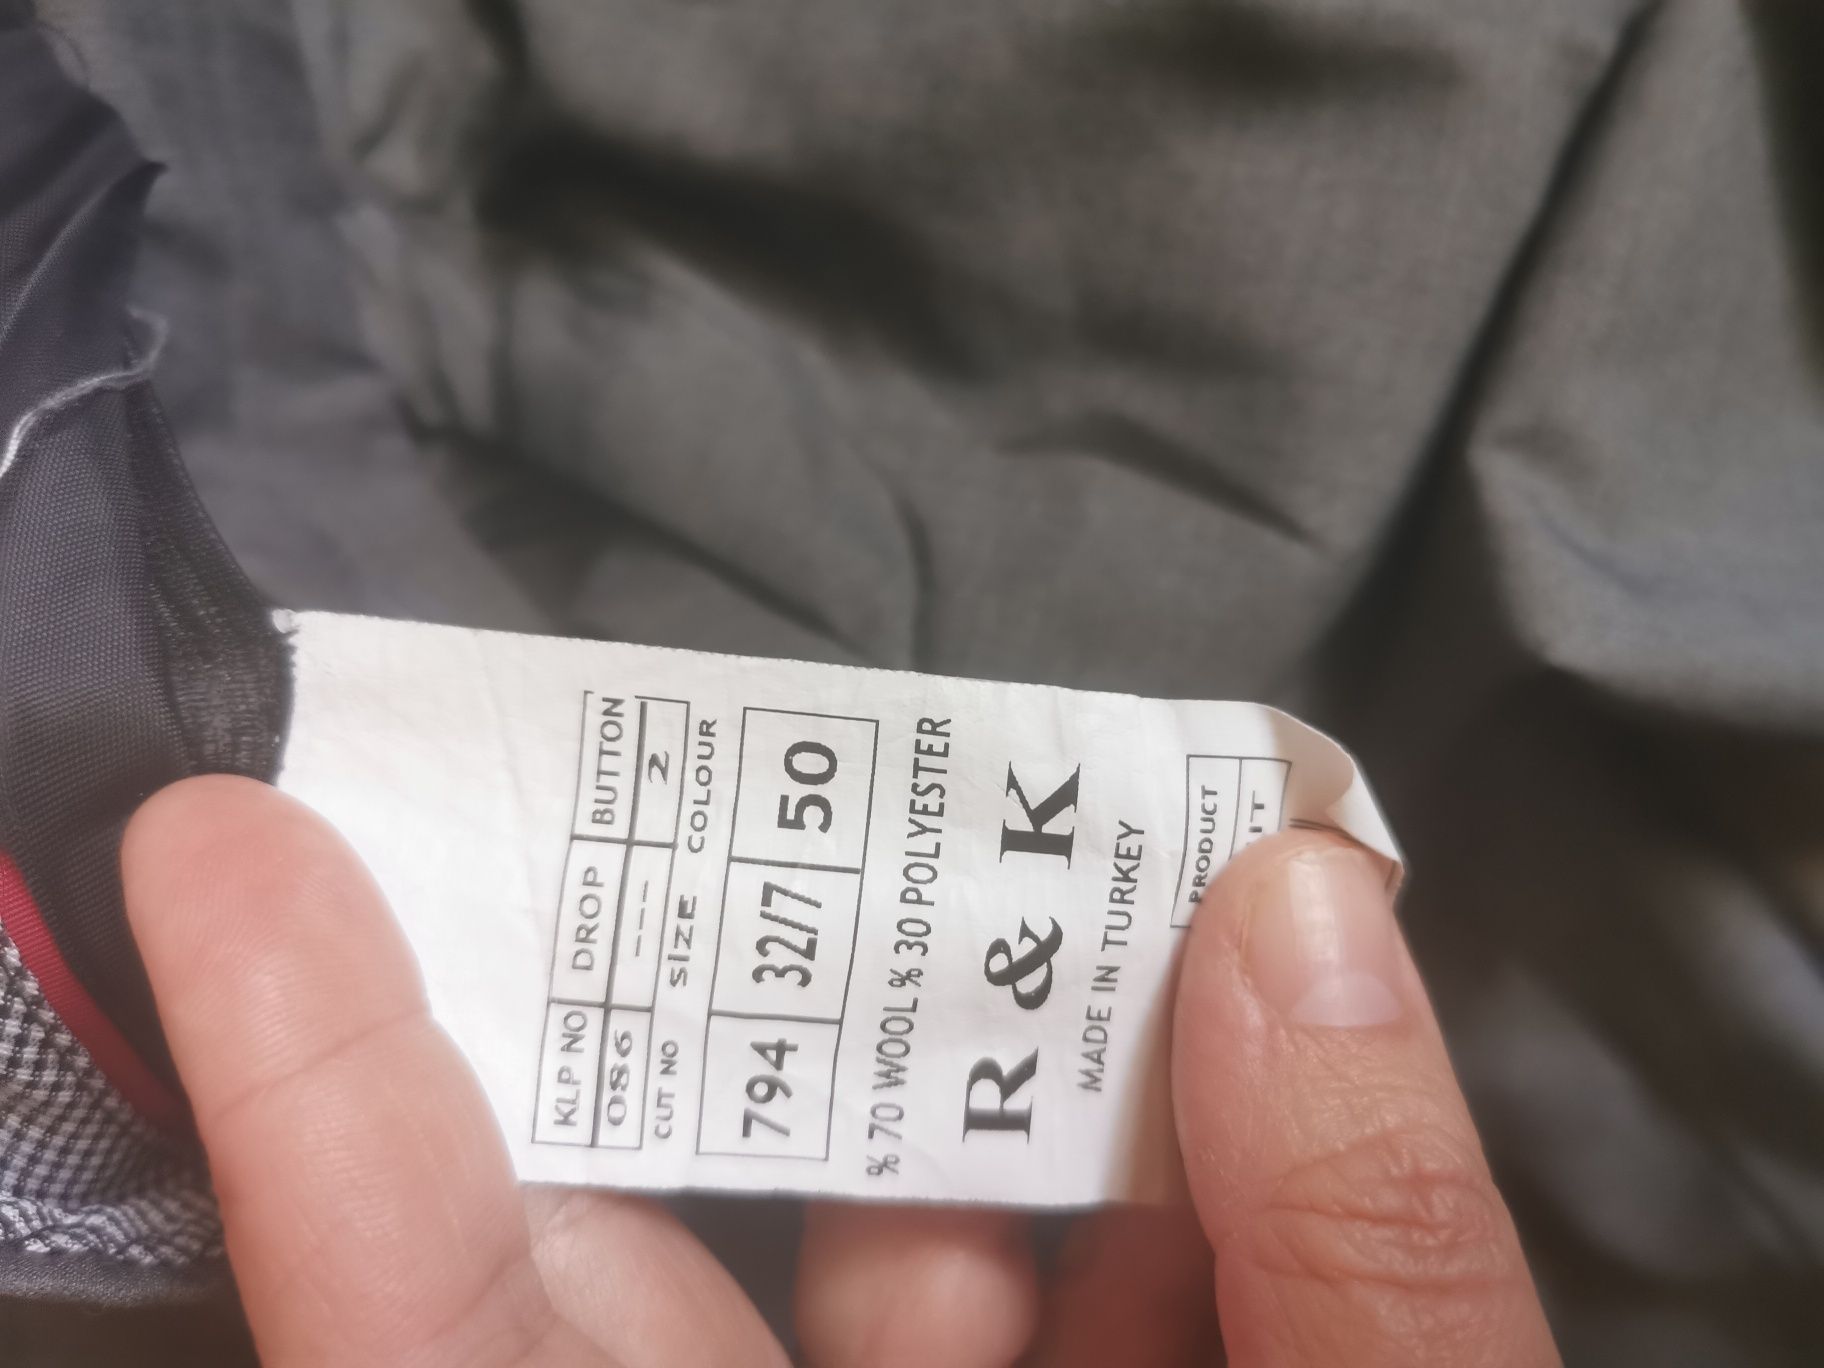 KLP NO DROP BUTTON
086 --- 2
CUT NO SIZE COLOUR
794 32/7 50
% 70 WOOL % 30 POLYESTER
R & K
MADE IN TURKEY
PRODUCT